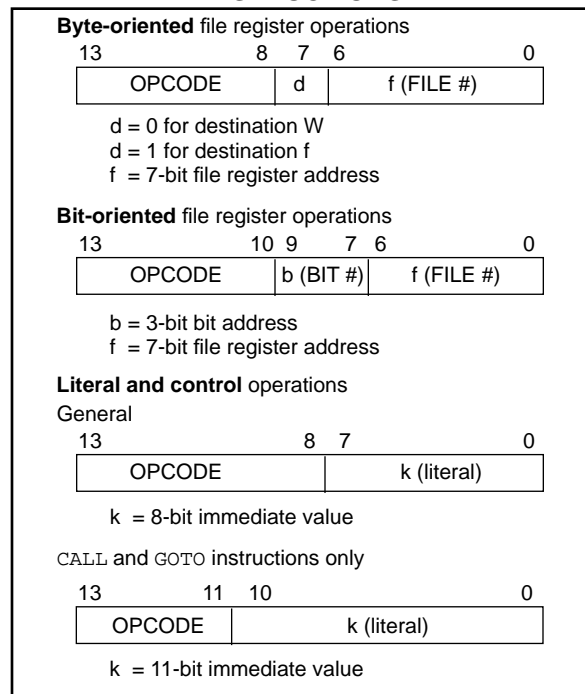 Byte-oriented file register operations
13 8 7 6 0
OPCODE d f (FILE #)
d = 0 for destination W
d = 1 for destination f
f = 7-bit file register address
Bit-oriented file register operations
13 10 9 7 6 0
OPCODE b (BIT #) f (FILE #)
b = 3-bit bit address
f = 7-bit file register address
Literal and control operations
General
13 8 7 0
OPCODE k (literal)
k = 8-bit immediate value
CALL and GOTO instructions only
13 11 10 0
OPCODE k (literal)
k = 11-bit immediate value